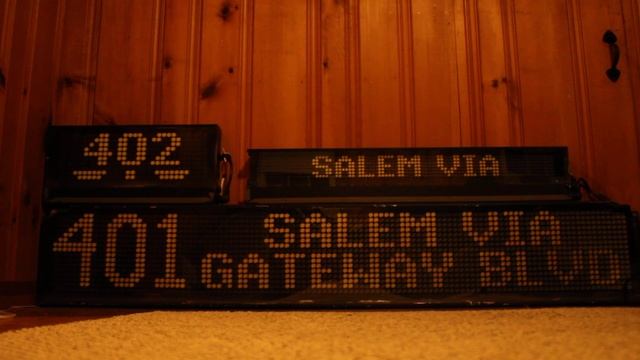 402
SALEM VIA
401 SALEM VIA
GATEWAY BLVD